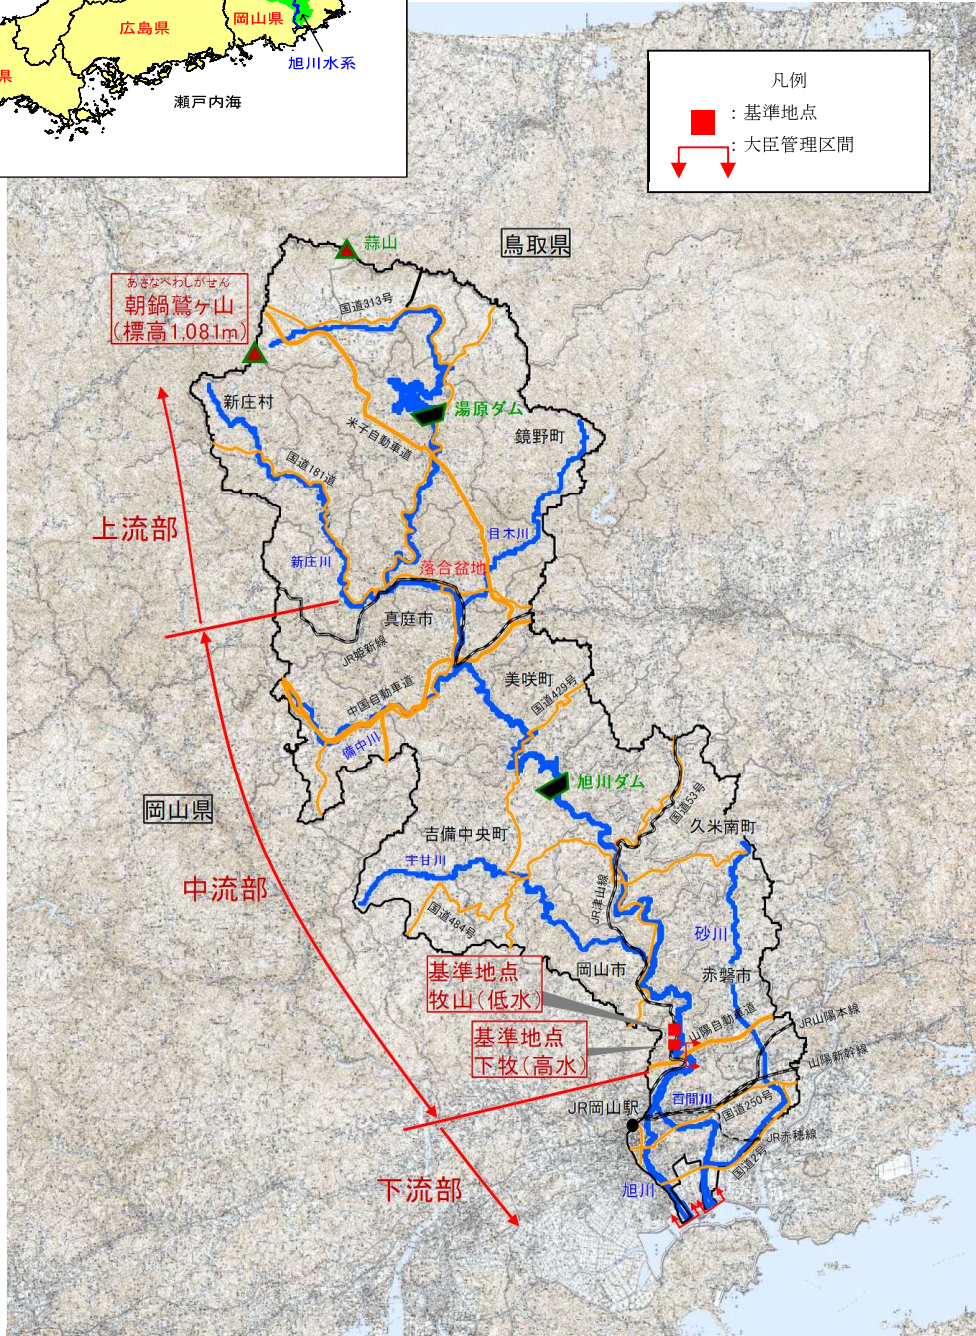 広島県
岡山県
旭川水系
県
瀬戸内海
凡例
：基準地点
：大臣管理区間
鳥取県
蒜山
あさなべわしがせん
朝鍋鷲ヶ山
(標高1,081m)
国道313号
新庄村
湯原ダム
米子自動車道
鏡野町
国道181道
上流部
目木川
新庄川
落合盆地
真庭市
JR姫新線
美咲町
中国自動車道
国道429号
備中川
旭川ダム
国道53号
岡山県
久米南町
吉備中央町
宇甘川
中流部
JR津山線
国道484号
砂川
岡山市
赤磐市
基準地点
牧山(低水)
基準地点
下牧(高水)
山陽自動車道
JR山陽本線
山陽新幹線
百間川
JR岡山駅
国道250号
JR赤穂線
国道2号
下流部
旭川